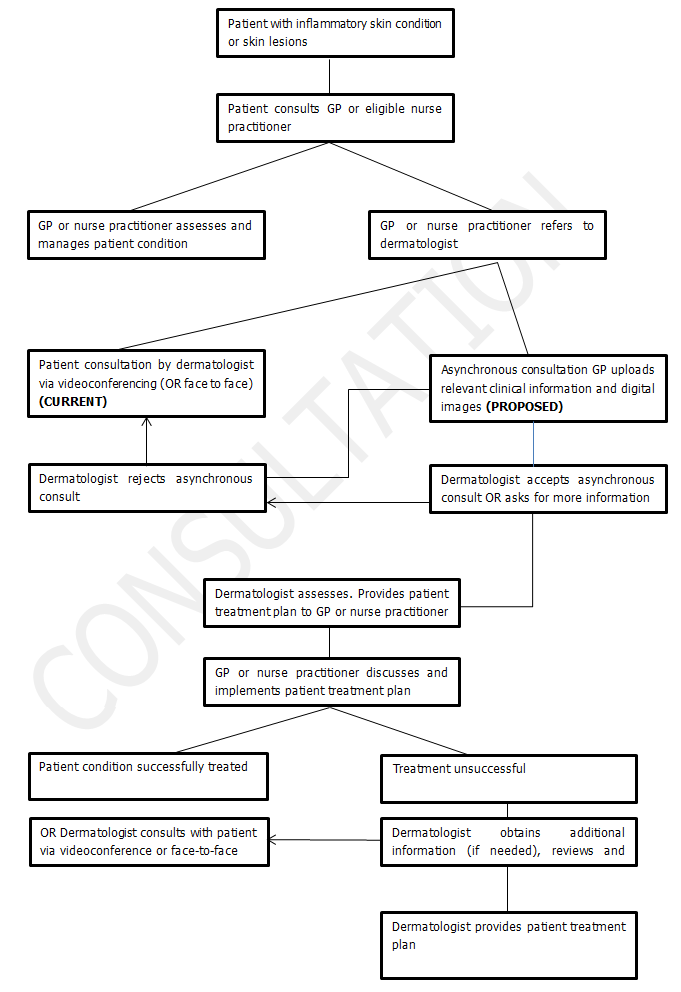 Patient with inflammatory skin condition
or skin lesions
Patient consults GP or eligible nurse
practitioner
GP or nurse practitioner assesses and
manages patient condition
GP or nurse practitioner refers to
dermatologist
Patient consultation by dermatologist
via videoconferencing (OR face to face)
(CURRENT)
Asynchronous consultation GP uploads
relevant clinical information and digital
images (PROPOSED)
Dermatologist rejects asynchronous
consult
Dermatologist accepts asynchronous
consult OR asks for more information
Dermatologist assesses. Provides patient
treatment plan to GP or nurse practitioner
GP or nurse practitioner discusses and
implements patient treatment plan
Patient condition successfully treated
Treatment unsuccessful
OR Dermatologist consults with patient
via videoconference or face-to-face
Dermatologist obtains additional
information (if needed), reviews and
Dermatologist provides patient treatment
plan
CONSULTATION